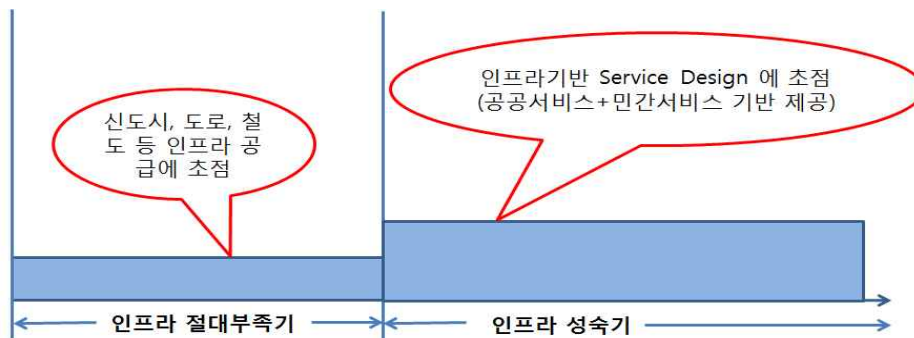 인프라기반 Service Design 에 초점
(공공서비스+민간서비스 기반 제공)
신도시, 도로, 철
도 등 인프라 공
급에 초점
인프라 절대부족기
인프라 성숙기